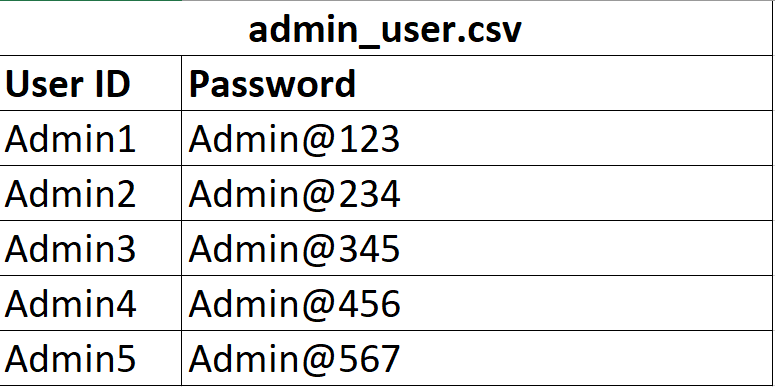 admin_user.csv
User ID Password
Admin1 Admin@123
Admin2 Admin@234
Admin3 Admin@345
Admin4 Admin@456
Admin5 Admin@567